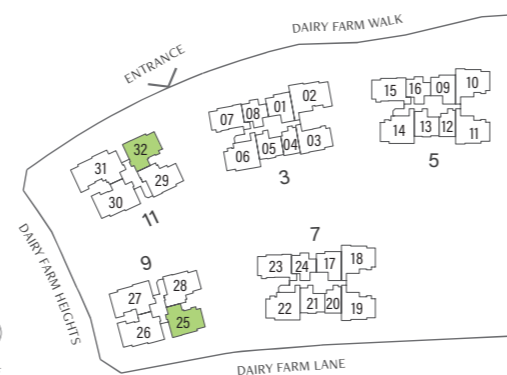 DAIRY FARM WALK
ENTRANCE
07 08 01 02
06 05 04 03
3
15 16 09 10
14 13 12 11
5
31 32
30 29
11
9
27 28
26 25
7
23 24 17 18
22 21 20 19
DAIRY FARM HEIGHTS
DAIRY FARM LANE